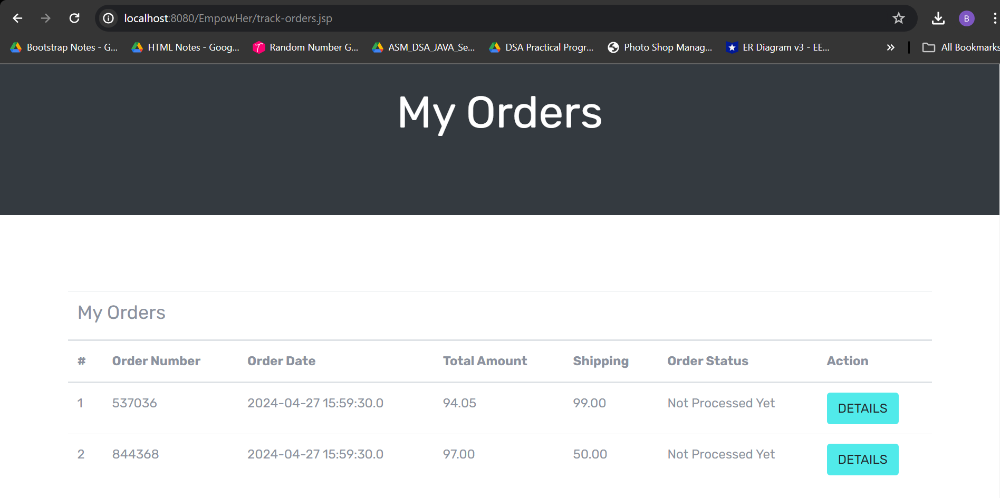 localhost:8080/EmpowHer/track-orders.jsp
B
Bootstrap Notes - G... HTML Notes - Goog... Random Number G... ASM_DSA_JAVA_Se... DSA Practical Progr... Photo Shop Manag... ER Diagram v3 - EE... » All Bookmarks
My Orders
My Orders
# Order Number Order Date Total Amount Shipping Order Status Action
1 537036 2024-04-27 15:59:30.0 94.05 99.00 Not Processed Yet DETAILS
2 844368 2024-04-27 15:59:30.0 97.00 50.00 Not Processed Yet DETAILS